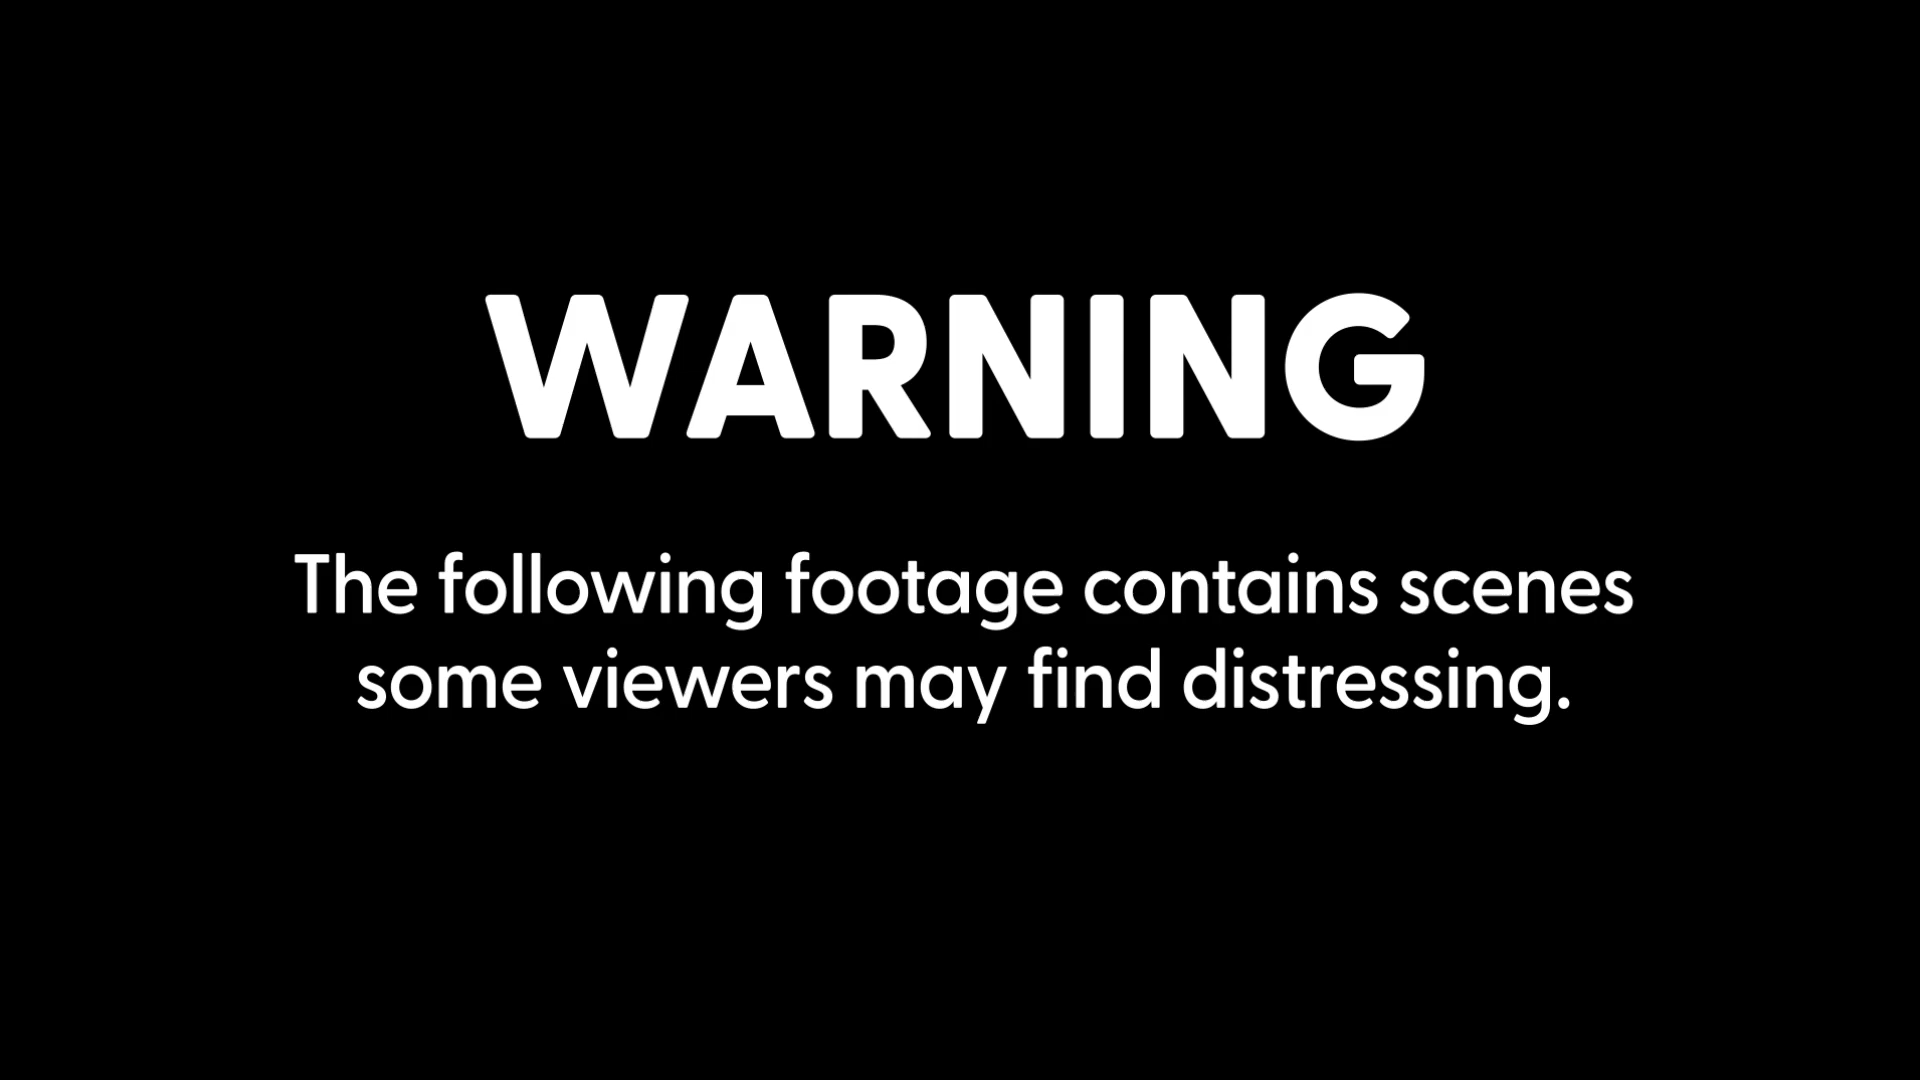 WARNING
The following footage contains scenes
some viewers may find distressing.